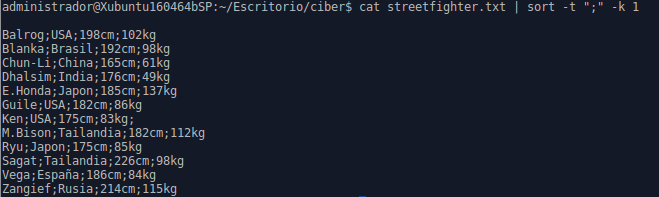 administrador@Xubuntu160464bSP:~/Escritorio/ciber$ cat streetfighter.txt | sort -t ";" -k 1
Balrog;USA;198cm;102kg
Blanka;Brasil;192cm;98kg
Chun-Li;China;165cm;61kg
Dhalsim;India;176cm;49kg
E.Honda;Japon;185cm;137kg
Guile;USA;182cm;86kg
Ken;USA;175cm;83kg;
M.Bison;Tailandia;182cm;112kg
Ryu;Japon;175cm;85kg
Sagat;Tailandia;226cm;98kg
Vega;España;186cm;84kg
Zangief;Rusia;214cm;115kg